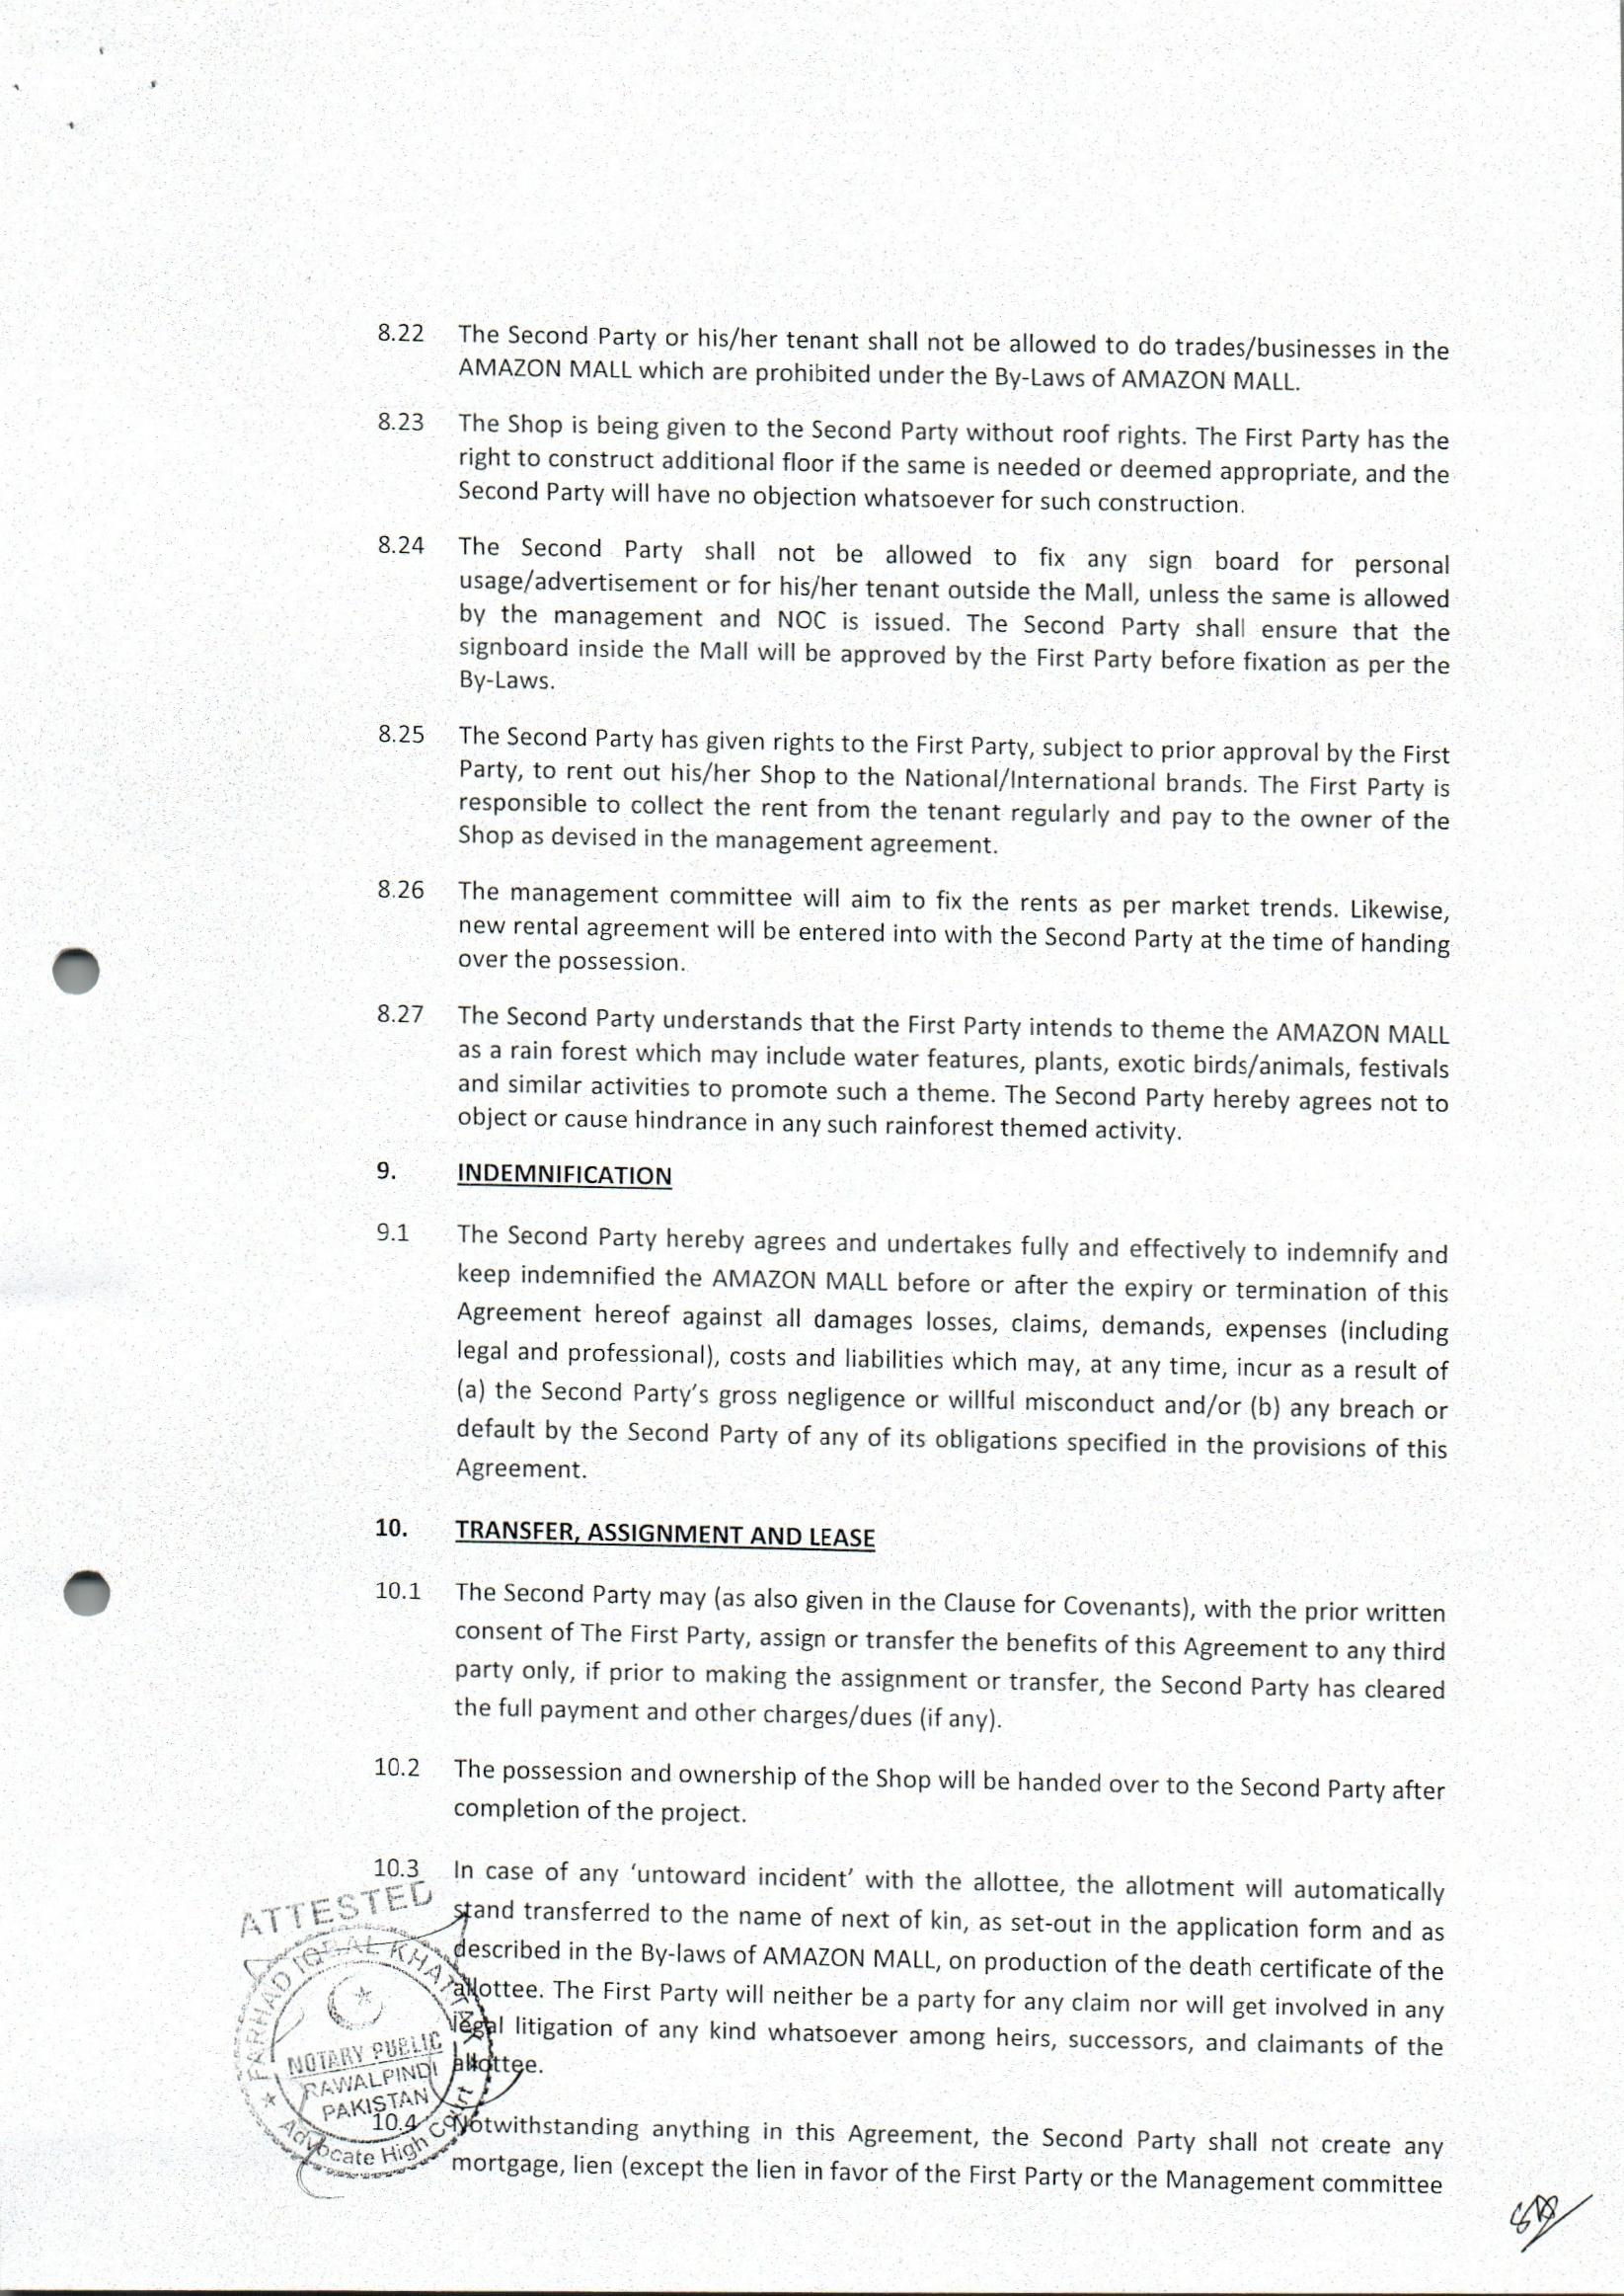 8.22 The Second Party or his/her tenant shall not be allowed to do trades/businesses in the
AMAZON MALL which are prohibited under the By-Laws of AMAZON MALL.
8.23 The Shop is being given to the Second Party without roof rights. The First Party has the
right to construct additional floor if the same is needed or deemed appropriate, and the
Second Party will have no objection whatsoever for such construction.
8.24 The Second Party shall not be allowed to fix any sign board for personal
usage/advertisement or for his/her tenant outside the Mall, unless the same is allowed
by the management and NOC is issued. The Second Party shall ensure that the
signboard inside the Mall will be approved by the First Party before fixation as per the
By-Laws.
8.25 The Second Party has given rights to the First Party, subject to prior approval by the First
Party, to rent out his/her Shop to the National/International brands. The First Party is
responsible to collect the rent from the tenant regularly and pay to the owner of the
Shop as devised in the management agreement.
8.26 The management committee will aim to fix the rents as per market trends. Likewise,
new rental agreement will be entered into with the Second Party at the time of handing
over the possession.
8.27 The Second Party understands that the First Party intends to theme the AMAZON MALL
as a rain forest which may include water features, plants, exotic birds/animals, festivals
and similar activities to promote such a theme. The Second Party hereby agrees not to
object or cause hindrance in any such rainforest themed activity.
9. INDEMNIFICATION
9.1 The Second Party hereby agrees and undertakes fully and effectively to indemnify and
keep indemnified the AMAZON MALL before or after the expiry or termination of this
Agreement hereof against all damages losses, claims, demands, expenses (including
legal and professional), costs and liabilities which may, at any time, incur as a result of
(a) the Second Party's gross negligence or willful misconduct and/or (b) any breach or
default by the Second Party of any of its obligations specified in the provisions of this
Agreement.
10. TRANSFER, ASSIGNMENT AND LEASE
10.1 The Second Party may (as also given in the Clause for Covenants), with the prior written
consent of The First Party, assign or transfer the benefits of this Agreement to any third
party only, if prior to making the assignment or transfer, the Second Party has cleared
the full payment and other charges/dues (if any).
10.2 The possession and ownership of the Shop will be handed over to the Second Party after
completion of the project.
10.3 In case of any 'untoward incident' with the allottee, the allotment will automatically
stand transferred to the name of next of kin, as set-out in the application form and as
described in the By-laws of AMAZON MALL, on production of the death certificate of the
allottee. The First Party will neither be a party for any claim nor will get involved in any
legal litigation of any kind whatsoever among heirs, successors, and claimants of the
allottee.
10.4 Notwithstanding anything in this Agreement, the Second Party shall not create any
mortgage, lien (except the lien in favor of the First Party or the Management committee
ATTESTED
FARHAD IQBAL KHATTAK
NOTARY PUBLIC
RAWALPINDI
PAKISTAN
Advocate High Court